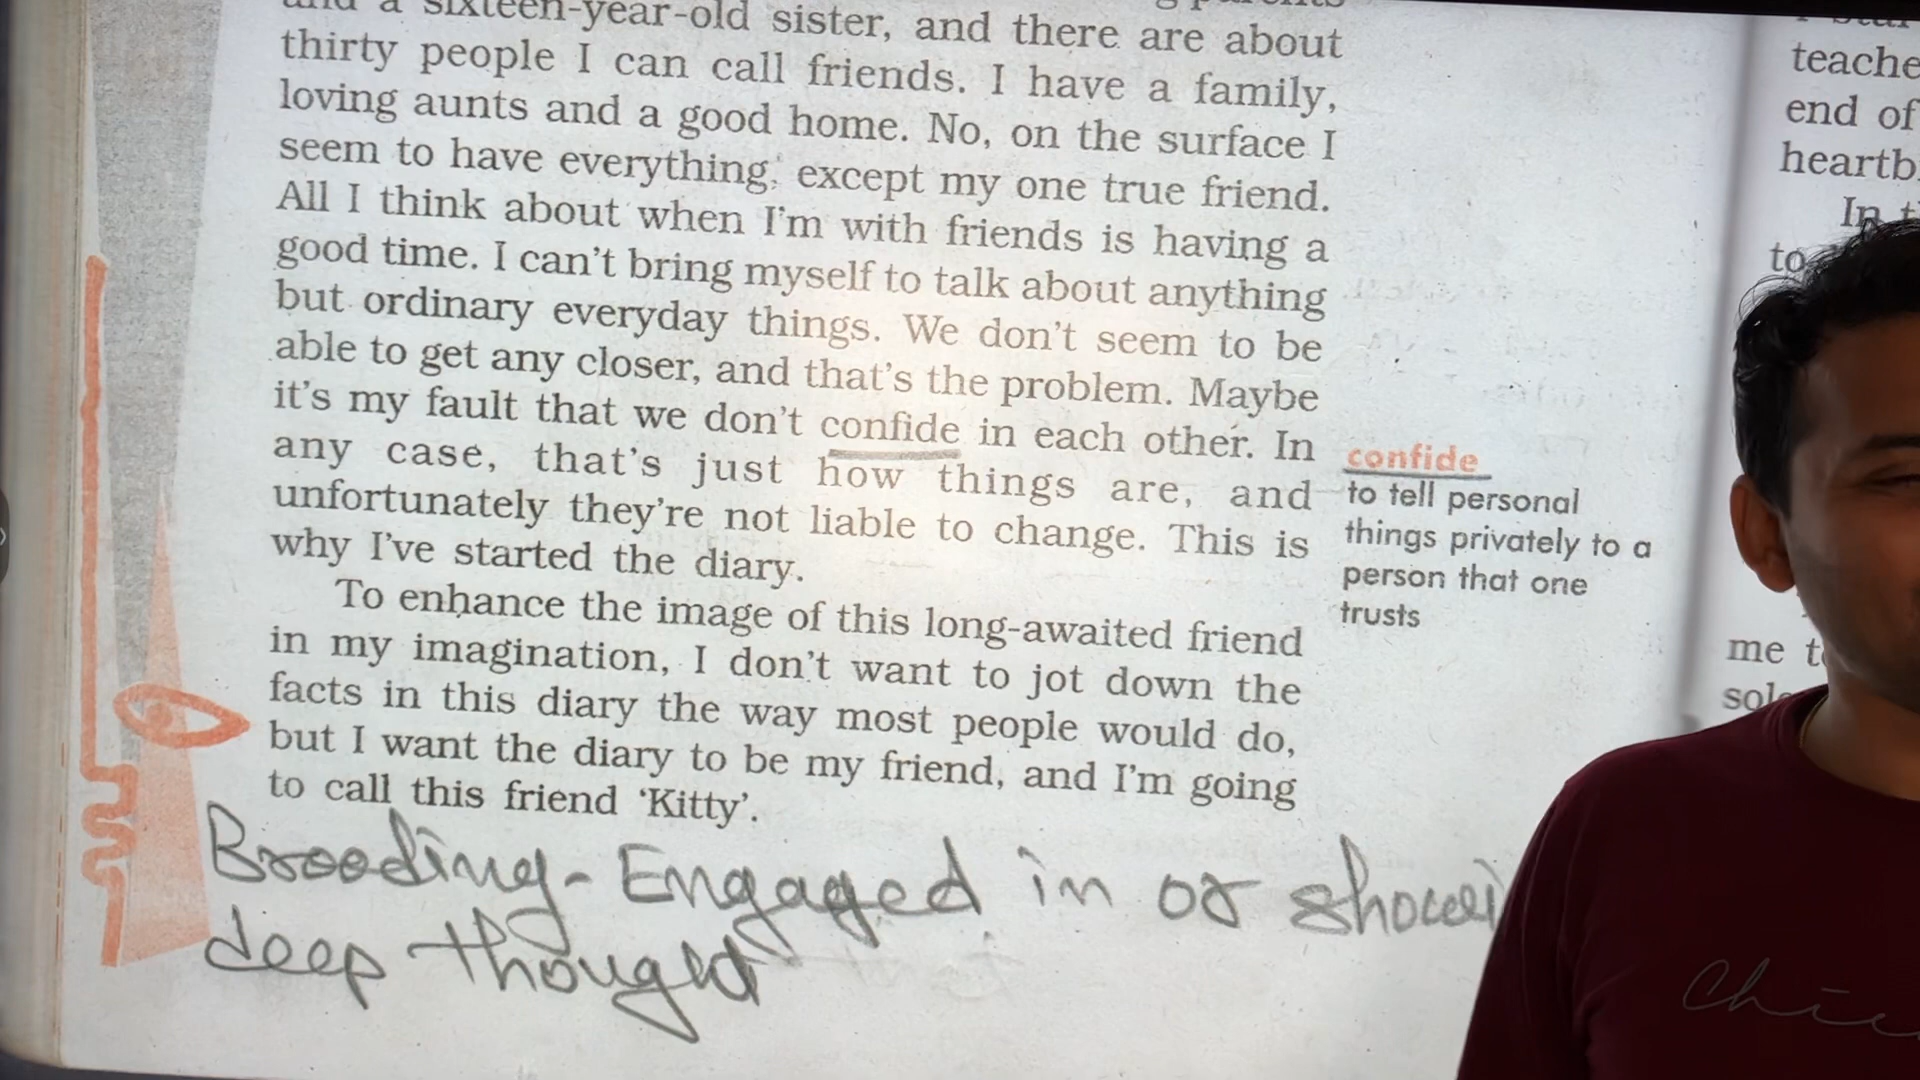 and a sixteen-year-old sister, and there are about
thirty people I can call friends. I have a family,
loving aunts and a good home. No, on the surface I
seem to have everything, except my one true friend.
All I think about when I'm with friends is having a
good time. I can't bring myself to talk about anything
but ordinary everyday things. We don't seem to be
able to get any closer, and that's the problem. Maybe
it's my fault that we don't confide in each other. In
any case, that's just how things are, and
unfortunately they're not liable to change. This is
why I've started the diary.
To enhance the image of this long-awaited friend
in my imagination, I don't want to jot down the
facts in this diary the way most people would do,
but I want the diary to be my friend, and I'm going
to call this friend ‘Kitty’.
confide
to tell personal
things privately to a
person that one
trusts
Brooding - Engaged in or
deep thought
end of
me